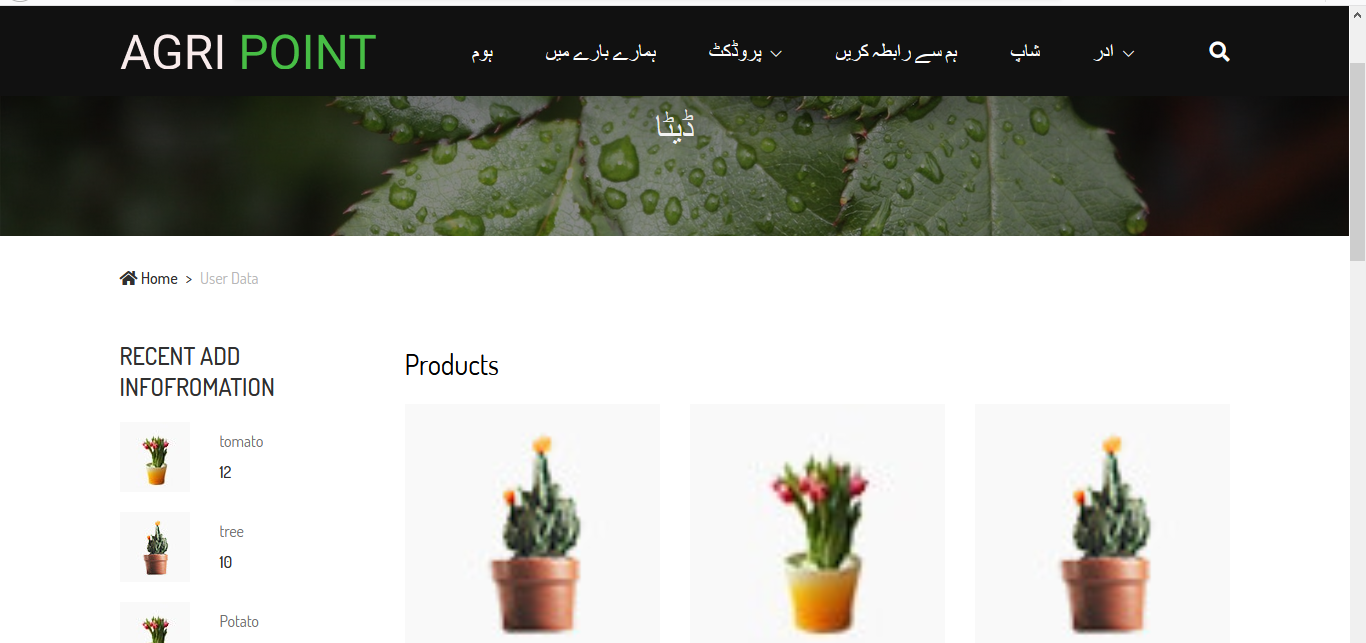 AGRI POINT
ہوم
ہمارے بارے میں
پروڈکٹ
ہم سے رابطہ کریں
شاپ
ادر
ڈیٹا
Home > User Data
RECENT ADD
INFOFROMATION
tomato
12
tree
10
Potato
Products